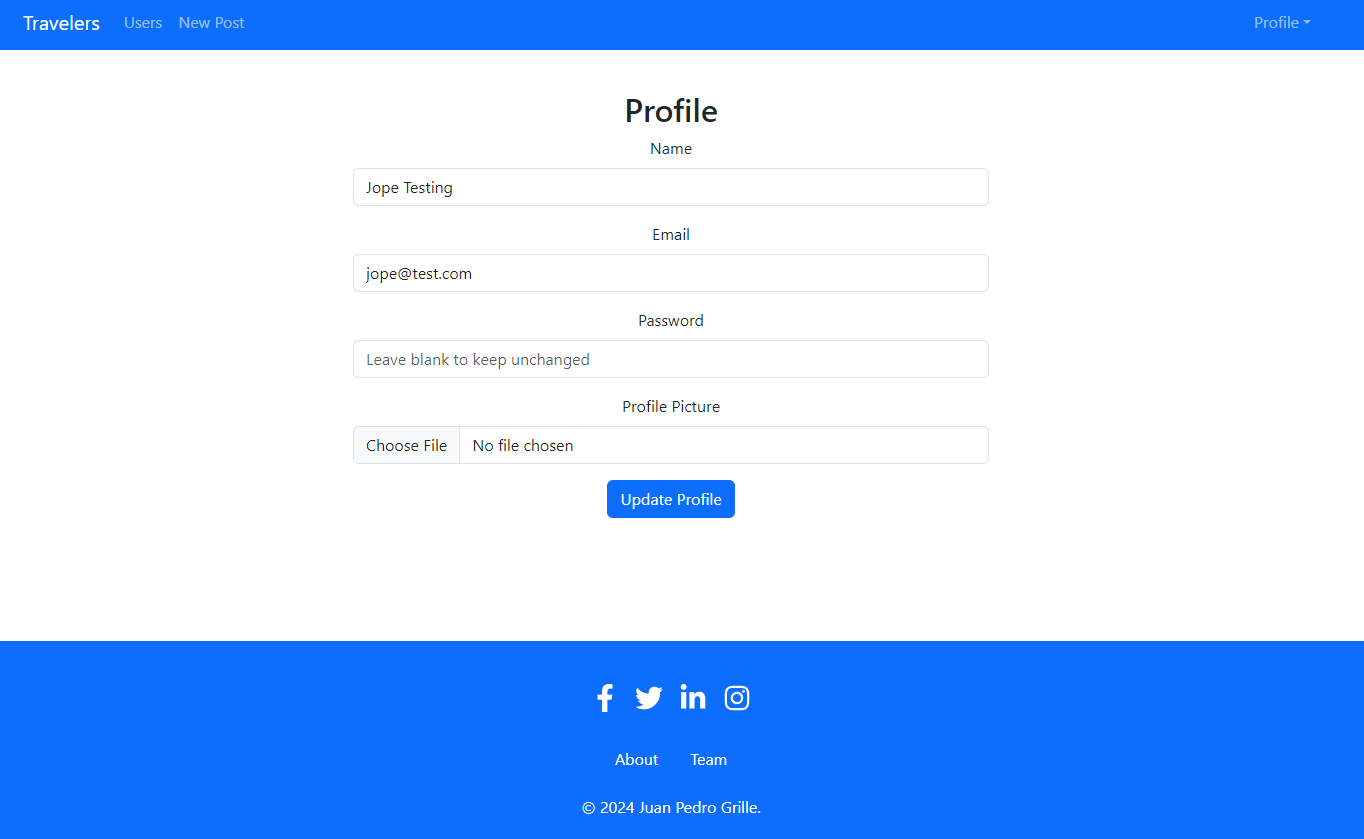 Travelers Users New Post Profile
Profile
Name
Jope Testing
Email
jope@test.com
Password
Leave blank to keep unchanged
Profile Picture
Choose File No file chosen
Update Profile
About Team
© 2024 Juan Pedro Grille.